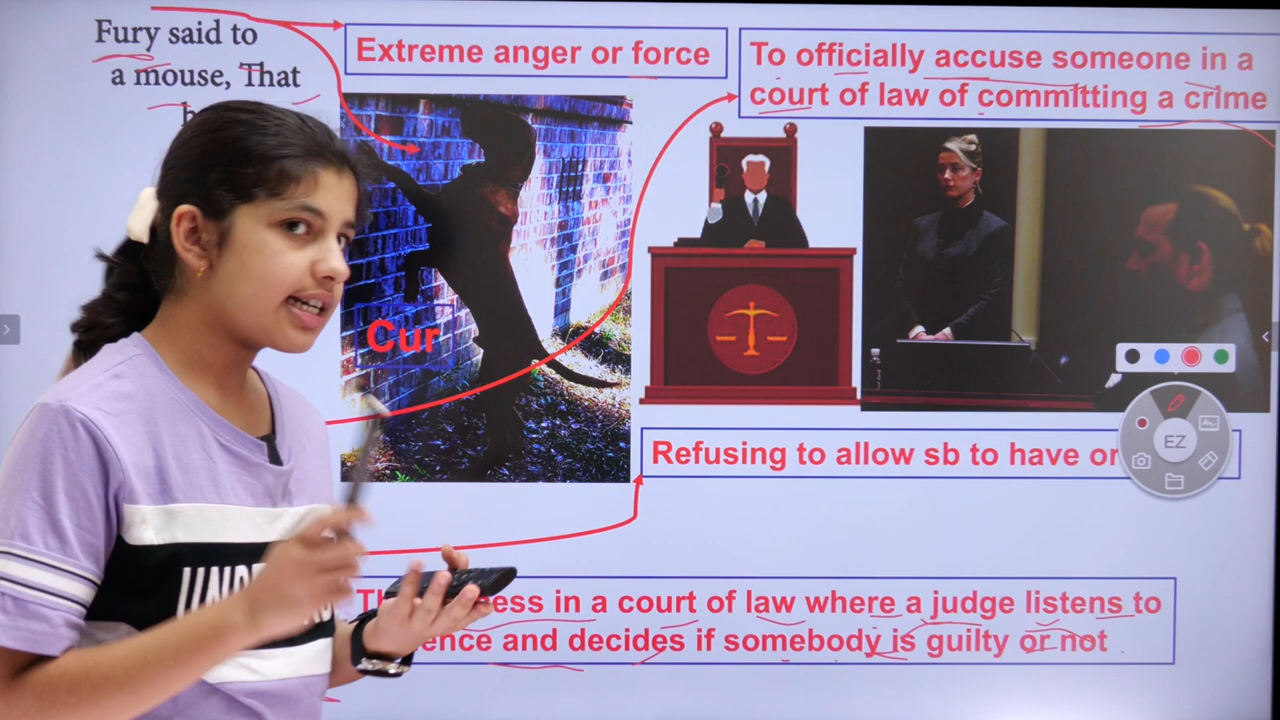 Fury said to
a mouse, That
Extreme anger or force
To officially accuse someone in a
court of law of committing a crime
Cur
Refusing to allow sb to have or
EZ
in a court of law where a judge listens to
and decides if somebody is guilty or not